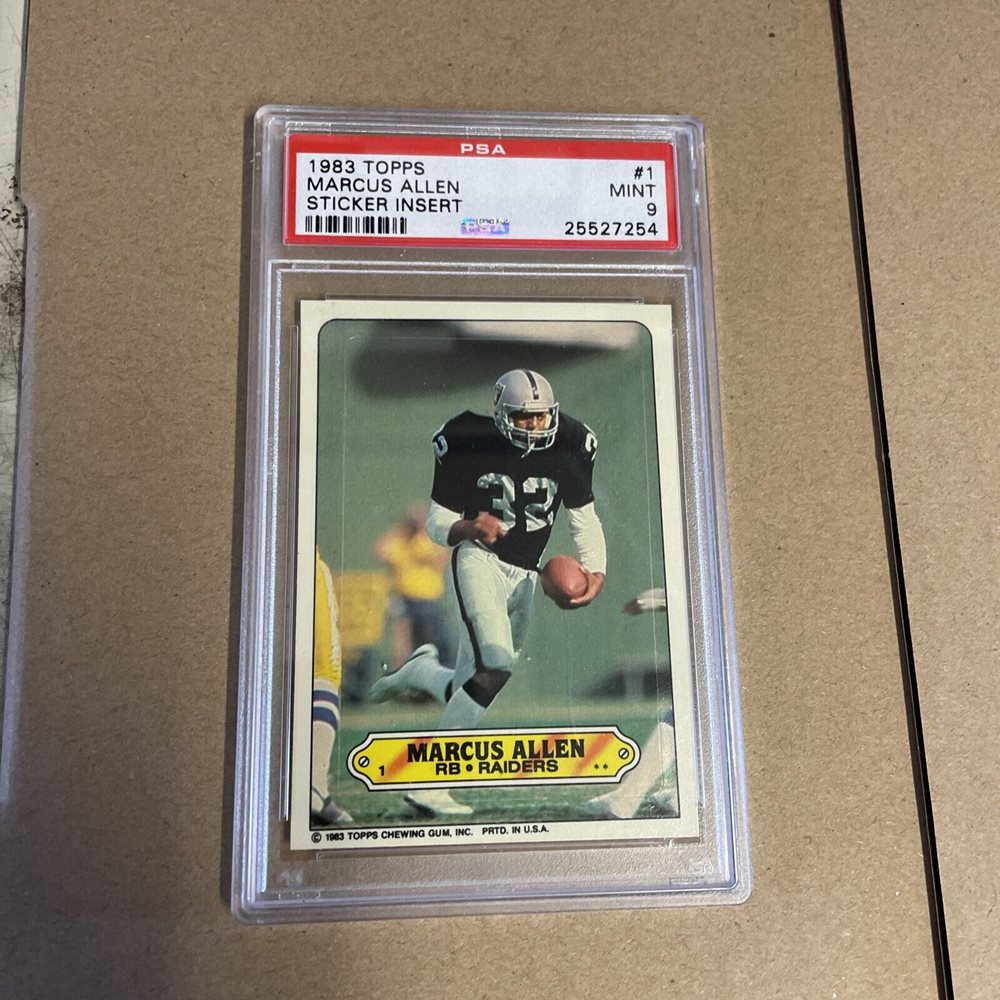 PSA
1983 TOPPS #1
MARCUS ALLEN MINT
STICKER INSERT 9
25527254
PSA
32
MARCUS ALLEN
1 RB • RAIDERS **
© 1983 TOPPS CHEWING GUM, INC. PRTD. IN U.S.A.